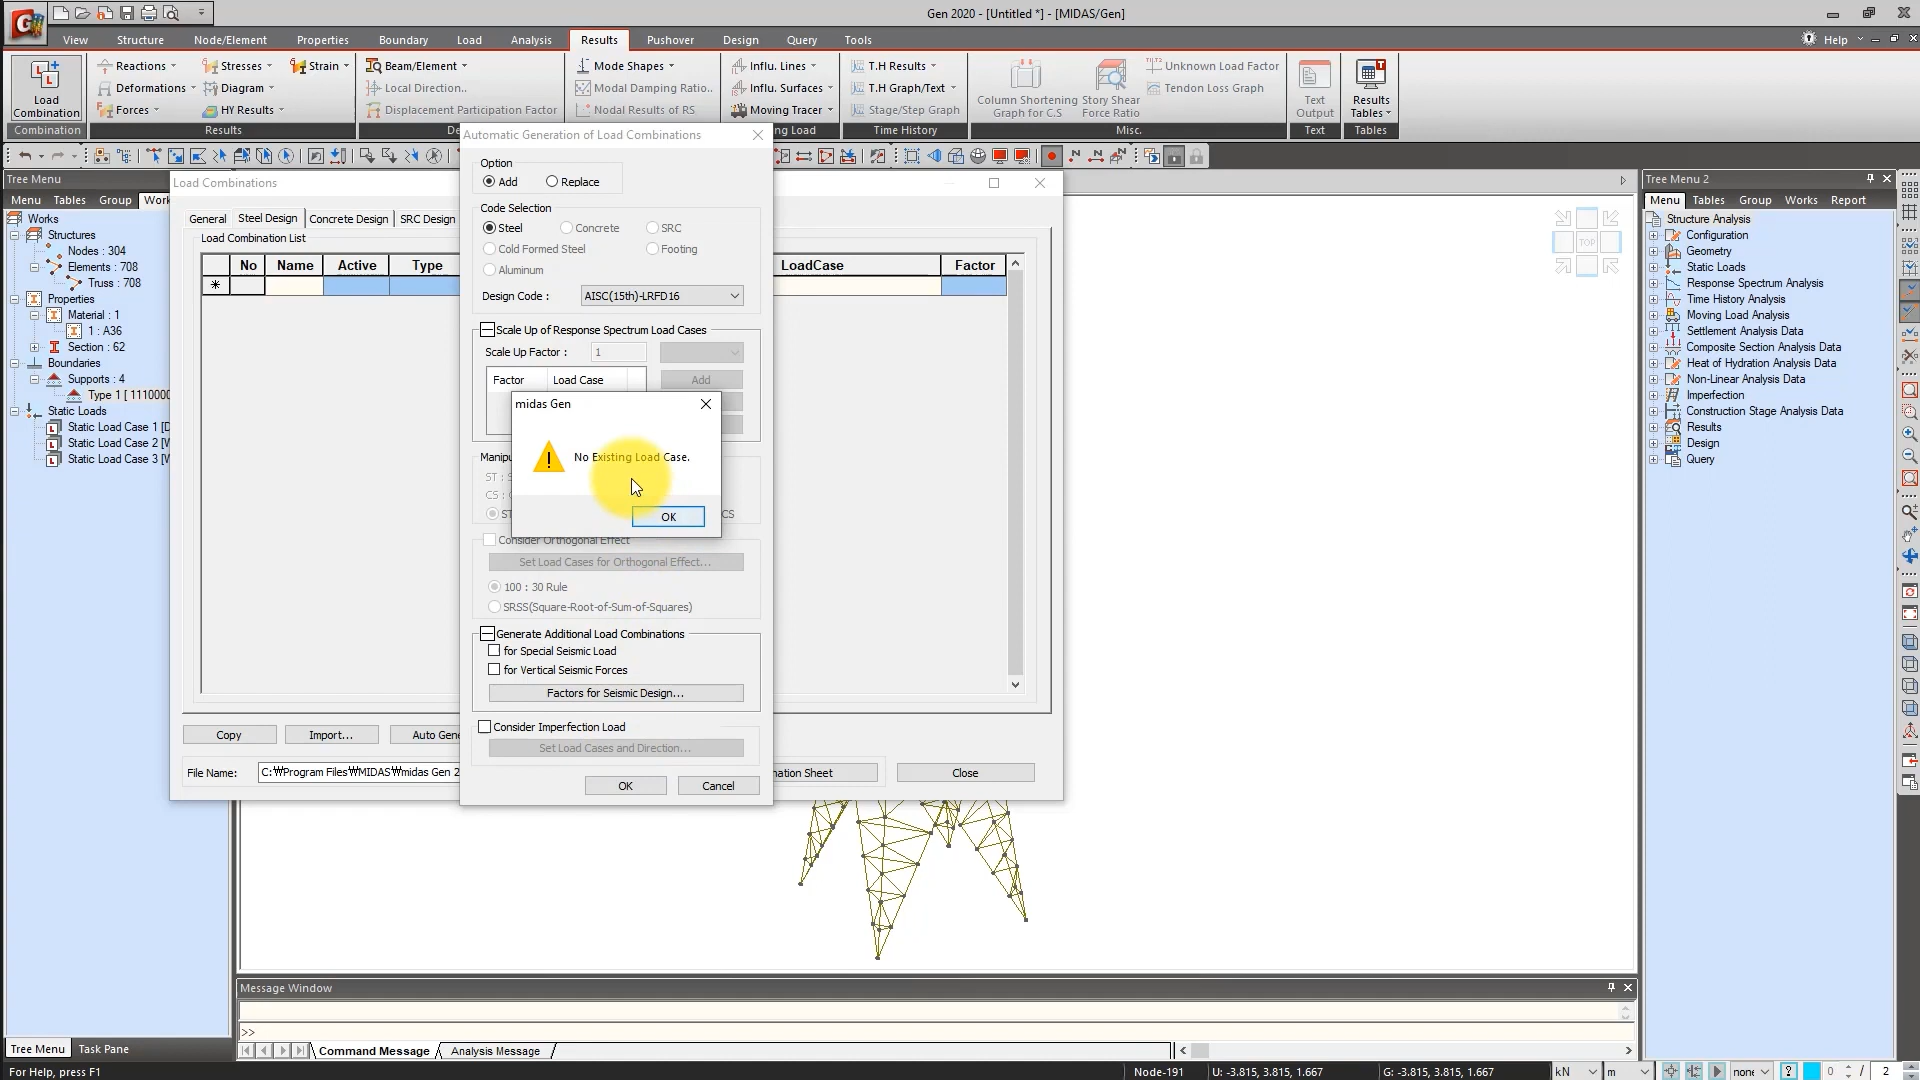 Gen 2020 - [Untitled *] - [MIDAS/Gen]
View Structure Node/Element Properties Boundary Load Analysis Results Pushover Design Query Tools Help
Load Combination
Reactions
Deformations
Forces
Stresses
Diagram
HY Results
Strain
Beam/Element
Local Direction..
Displacement Participation Factor
Mode Shapes
Modal Damping Ratio..
Nodal Results of RS
Influ. Lines
Influ. Surfaces
Moving Tracer
T.H Results
T.H Graph/Text
Stage/Step Graph
Column Shortening Graph for C.S
Story Shear Force Ratio
Unknown Load Factor
Tendon Loss Graph
Text Output
Results Tables
Combination Results De ng Load Time History Misc. Text Tables
Tree Menu
Menu Tables Group Work
Works
Structures
Nodes : 304
Elements : 708
Truss : 708
Properties
Material : 1
1 : A36
Section : 62
Boundaries
Supports : 4
Type 1 [ 1110000
Static Loads
Static Load Case 1 [D
Static Load Case 2 [W
Static Load Case 3 [W
Tree Menu Task Pane
Load Combinations
General Steel Design Concrete Design SRC Design
Load Combination List
No Name Active Type LoadCase Factor
*
Copy Import... Auto Gene
File Name: C:₩Program Files₩MIDAS₩midas Gen 2 nation Sheet Close
Automatic Generation of Load Combinations
Option
Add Replace
Code Selection
Steel Concrete SRC
Cold Formed Steel Footing
Aluminum
Design Code : AISC(15th)-LRFD16
Scale Up of Response Spectrum Load Cases
Scale Up Factor : 1
Factor Load Case Add
midas Gen
No Existing Load Case.
OK
Manipu
ST : S
CS : C
ST CS
Consider Orthogonal Effect
Set Load Cases for Orthogonal Effect...
100 : 30 Rule
SRSS(Square-Root-of-Sum-of-Squares)
Generate Additional Load Combinations
for Special Seismic Load
for Vertical Seismic Forces
Factors for Seismic Design...
Consider Imperfection Load
Set Load Cases and Direction...
OK Cancel
TOP
Tree Menu 2
Menu Tables Group Works Report
Structure Analysis
Configuration
Geometry
Static Loads
Response Spectrum Analysis
Time History Analysis
Moving Load Analysis
Settlement Analysis Data
Composite Section Analysis Data
Heat of Hydration Analysis Data
Non-Linear Analysis Data
Imperfection
Construction Stage Analysis Data
Results
Design
Query
Message Window
>>
Command Message Analysis Message
For Help, press F1 Node-191 U: -3.815, 3.815, 1.667 G: -3.815, 3.815, 1.667 kN m none 0 / 2